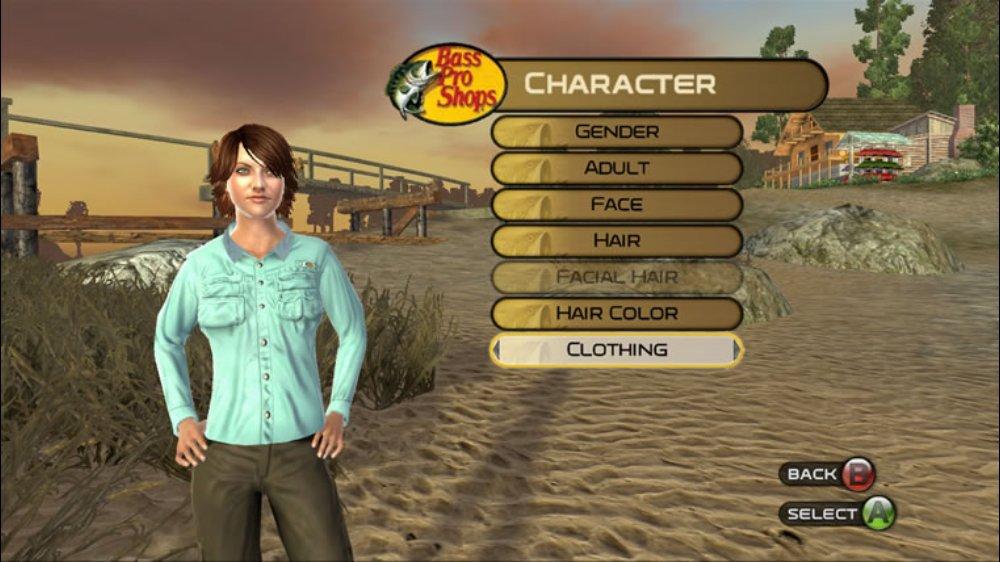 Bass
Pro
Shops
CHARACTER
GENDER
ADULT
FACE
HAIR
FACIAL HAIR
HAIR COLOR
CLOTHING
BACK B
SELECT A